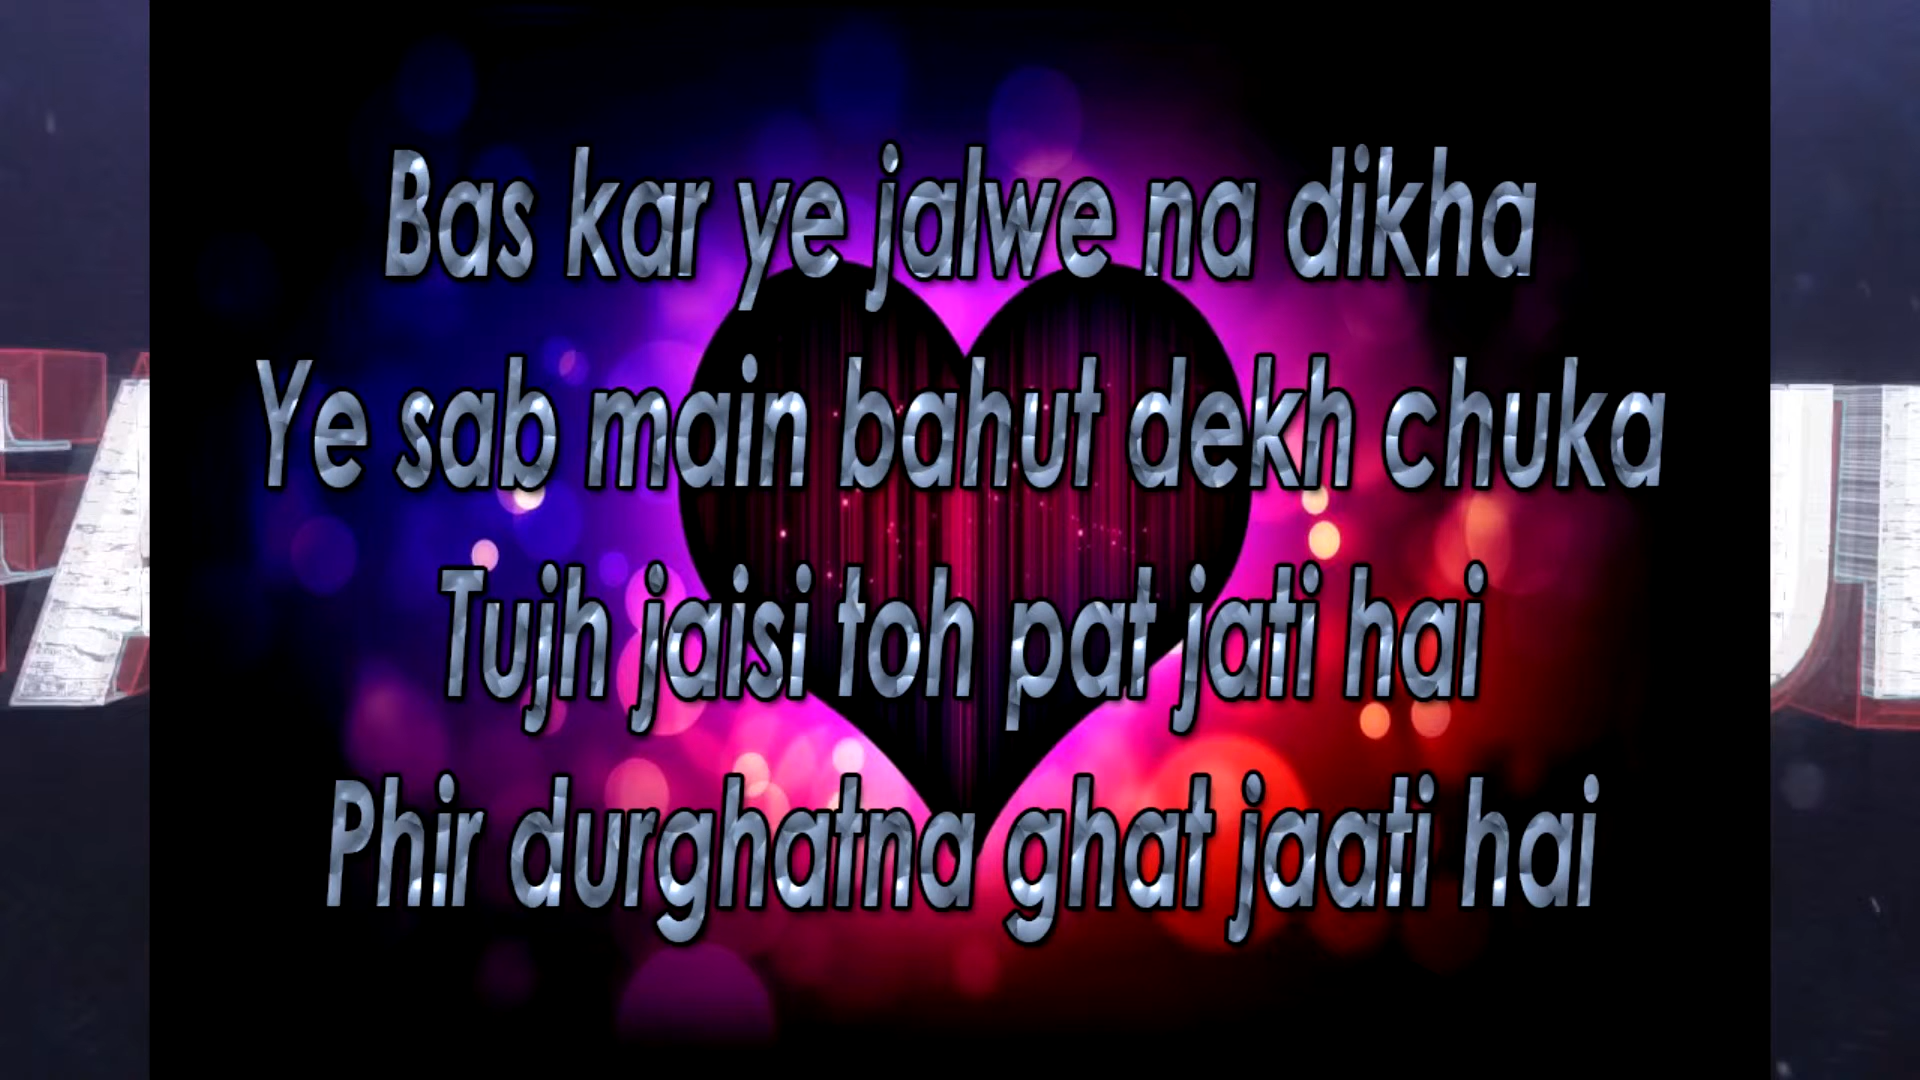 Bas kar ye jalwe na dikha
Ye sab main bahut dekh chuka
Tujh jaisi toh pat jati hai
Phir durghatna ghat jaati hai